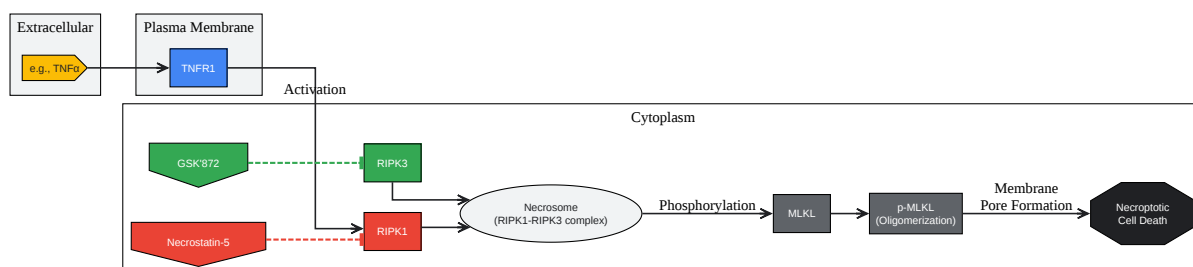 Extracellular
Plasma Membrane
e.g., TNFα
TNFR1
Activation
Cytoplasm
GSK'872
RIPK3
Necrosome
(RIPK1-RIPK3 complex)
Phosphorylation
MLKL
p-MLKL
(Oligomerization)
Membrane
Pore Formation
Necroptotic
Cell Death
Necrostatin-5
RIPK1